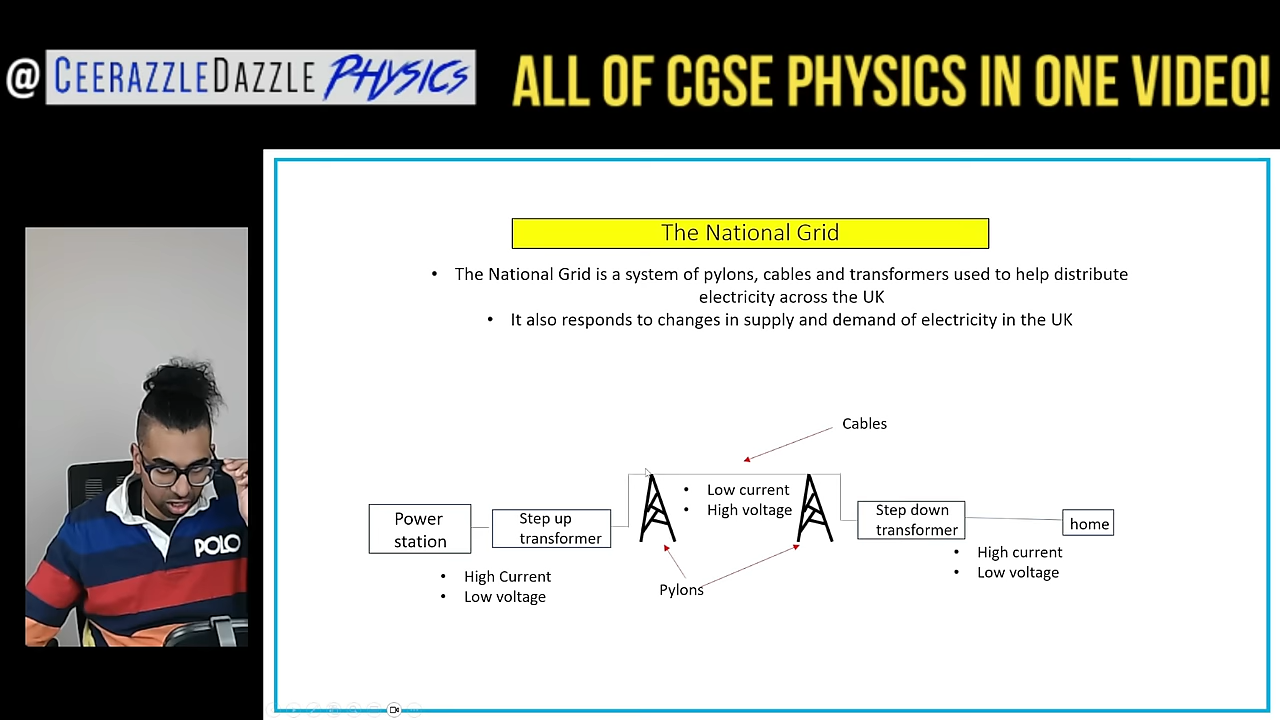 @ CEERAZZLEDAZZLE PHYSICS
ALL OF CGSE PHYSICS IN ONE VIDEO!
The National Grid
• The National Grid is a system of pylons, cables and transformers used to help distribute
electricity across the UK
• It also responds to changes in supply and demand of electricity in the UK
Cables
Power
station
Step up
transformer
• Low current
• High voltage
Step down
transformer
home
• High Current
• Low voltage
Pylons
• High current
• Low voltage
POLO